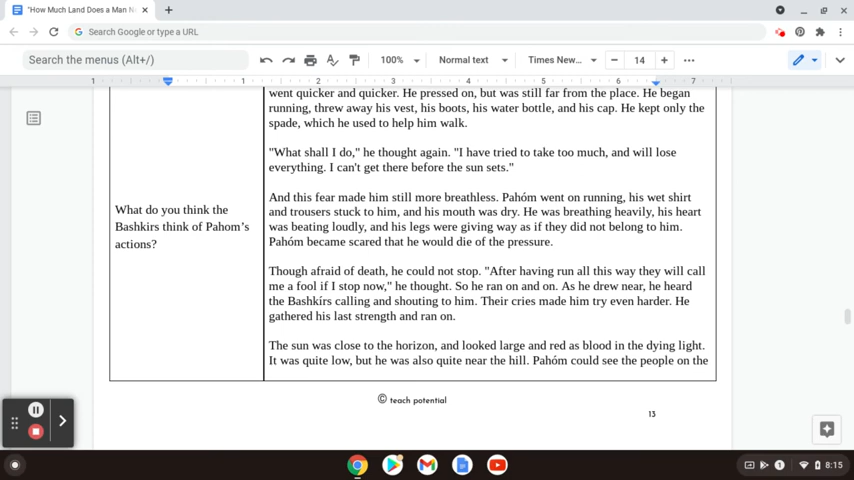 "How Much Land Does a Man N
Search Google or type a URL
Search the menus (Alt+/)
100%
Normal text
Times New...
14
1
1
2
3
4
5
6
7
went quicker and quicker. He pressed on, but was still far from the place. He began
running, threw away his vest, his boots, his water bottle, and his cap. He kept only the
spade, which he used to help him walk.
"What shall I do," he thought again. "I have tried to take too much, and will lose
everything. I can't get there before the sun sets."
And this fear made him still more breathless. Pahóm went on running, his wet shirt
and trousers stuck to him, and his mouth was dry. He was breathing heavily, his heart
was beating loudly, and his legs were giving way as if they did not belong to him.
Pahóm became scared that he would die of the pressure.
What do you think the
Bashkirs think of Pahom's
actions?
Though afraid of death, he could not stop. "After having run all this way they will call
me a fool if I stop now," he thought. So he ran on and on. As he drew near, he heard
the Bashkírs calling and shouting to him. Their cries made him try even harder. He
gathered his last strength and ran on.
The sun was close to the horizon, and looked large and red as blood in the dying light.
It was quite low, but he was also quite near the hill. Pahóm could see the people on the
© teach potential
13
1
8:15